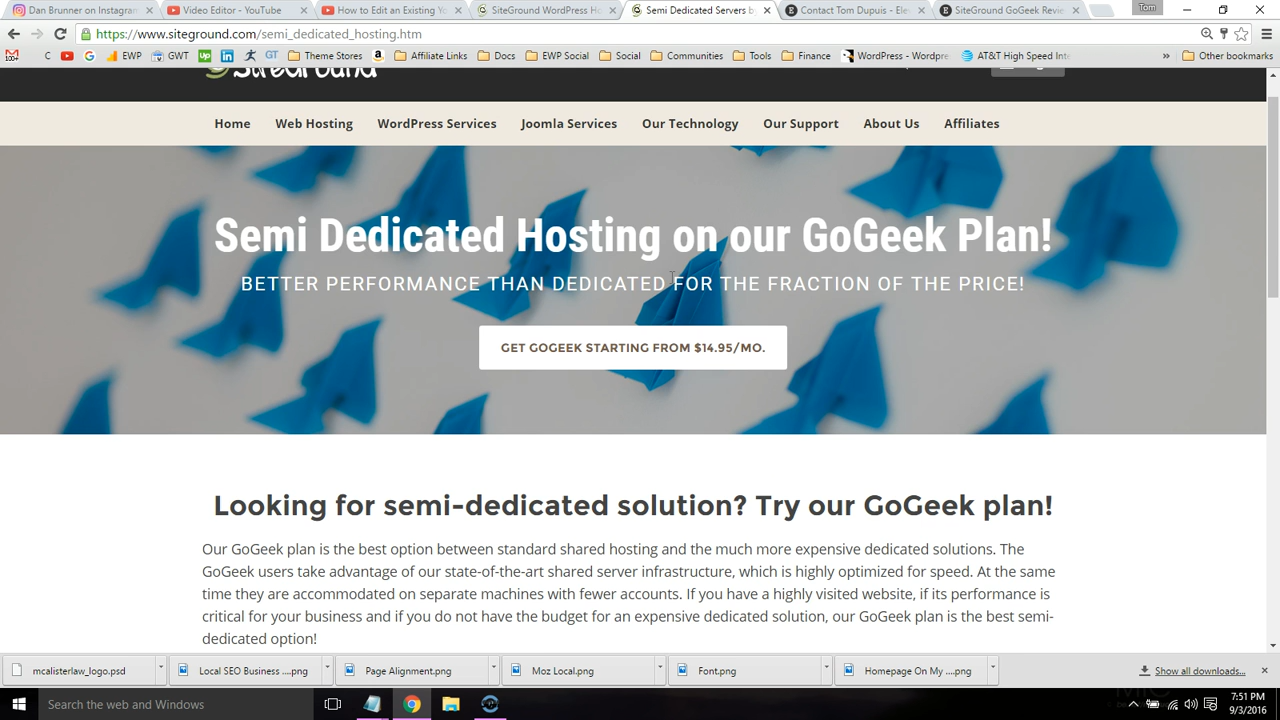 Dan Brunner on Instagram
Video Editor - YouTube
How to Edit an Existing Yo
SiteGround WordPress Ho
Semi Dedicated Servers by
Contact Tom Dupuis - Ele
SiteGround GoGeek Revie
Tom
https://www.siteground.com/semi_dedicated_hosting.htm
C
EWP
GWT
Up
in
GT
Theme Stores
a
Affiliate Links
Docs
EWP Social
Social
Communities
Tools
Finance
WordPress - Wordpre
AT&T High Speed Inte
»
Other bookmarks
SiteGround
Home
Web Hosting
WordPress Services
Joomla Services
Our Technology
Our Support
About Us
Affiliates
Semi Dedicated Hosting on our GoGeek Plan!
BETTER PERFORMANCE THAN DEDICATED FOR THE FRACTION OF THE PRICE!
GET GOGEEK STARTING FROM $14.95/MO.
Looking for semi-dedicated solution? Try our GoGeek plan!
Our GoGeek plan is the best option between standard shared hosting and the much more expensive dedicated solutions. The
GoGeek users take advantage of our state-of-the-art shared server infrastructure, which is highly optimized for speed. At the same
time they are accommodated on separate machines with fewer accounts. If you have a highly visited website, if its performance is
critical for your business and if you do not have the budget for an expensive dedicated solution, our GoGeek plan is the best semi-
dedicated option!
mcalisterlaw_logo.psd
Local SEO Business ....png
Page Alignment.png
Moz Local.png
Font.png
Homepage On My ....png
Show all downloads...
Search the web and Windows
7:51 PM
9/3/2016